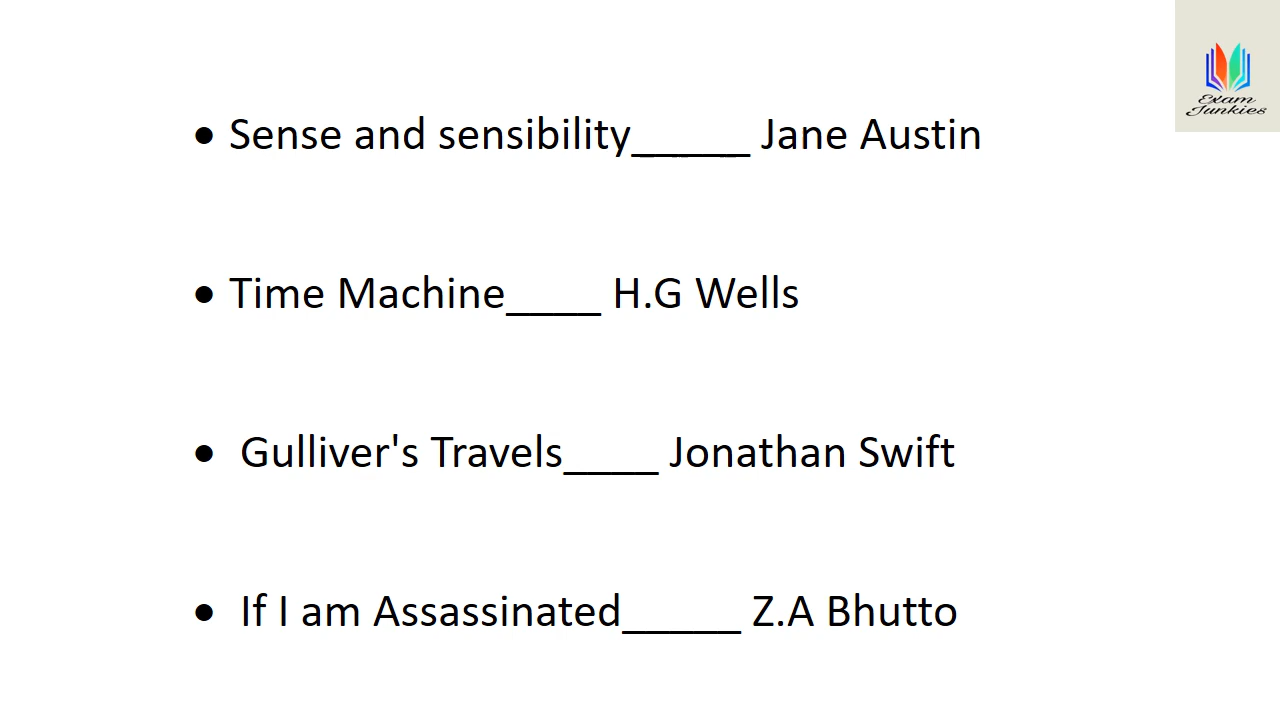 Exam
Junkies
• Sense and sensibility_____ Jane Austin
• Time Machine____ H.G Wells
• Gulliver's Travels____ Jonathan Swift
• If I am Assassinated_____ Z.A Bhutto